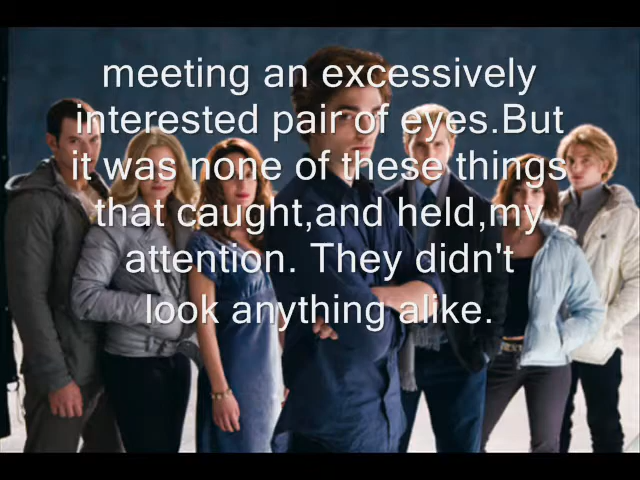 meeting an excessively
interested pair of eyes.But
it was none of these things
that caught,and held,my
attention. They didn't
look anything alike.